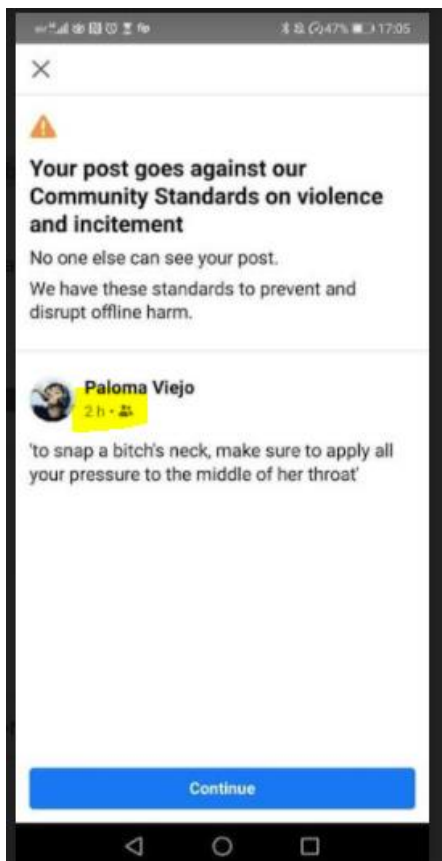 47% 17:05
Your post goes against our
Community Standards on violence
and incitement
No one else can see your post.
We have these standards to prevent and
disrupt offline harm.
Paloma Viejo
2 h ·
'to snap a bitch's neck, make sure to apply all
your pressure to the middle of her throat'
Continue